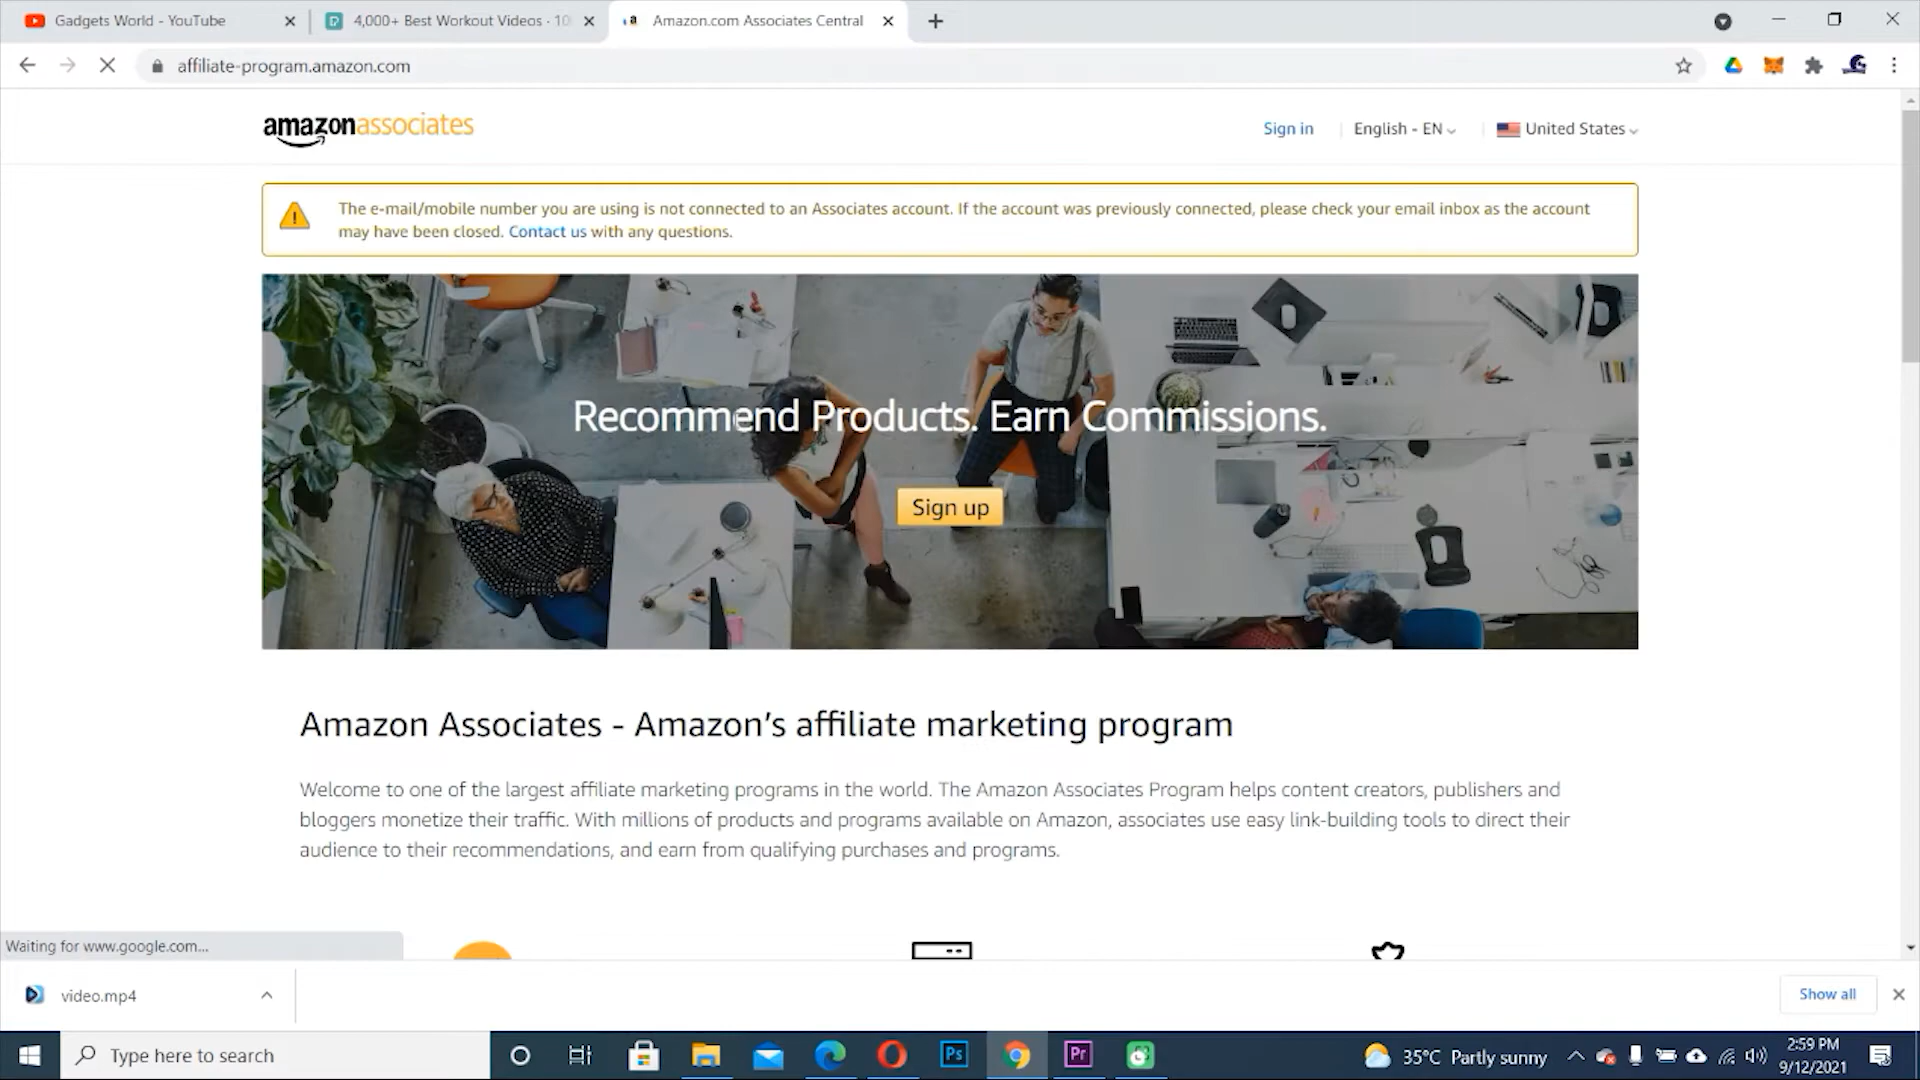 Gadgets World - YouTube
4,000+ Best Workout Videos · 10
Amazon.com Associates Central
affiliate-program.amazon.com
amazonassociates
Sign in
English - EN
United States
The e-mail/mobile number you are using is not connected to an Associates account. If the account was previously connected, please check your email inbox as the account
may have been closed. Contact us with any questions.
Recommend Products. Earn Commissions.
Sign up
Amazon Associates - Amazon’s affiliate marketing program
Welcome to one of the largest affiliate marketing programs in the world. The Amazon Associates Program helps content creators, publishers and
bloggers monetize their traffic. With millions of products and programs available on Amazon, associates use easy link-building tools to direct their
audience to their recommendations, and earn from qualifying purchases and programs.
Waiting for www.google.com...
video.mp4
Show all
Type here to search
Ps
Pr
35°C Partly sunny
2:59 PM
9/12/2021